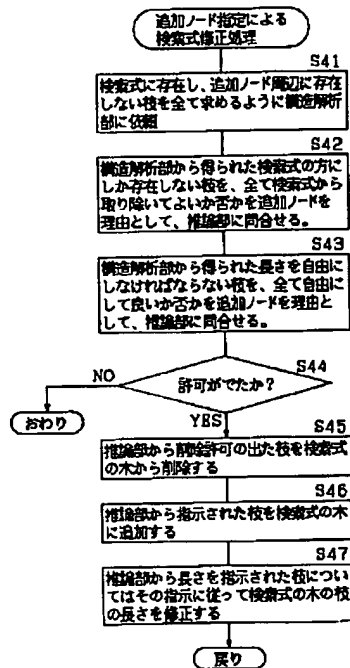 追加ノード指定による
検索式修正処理
S41
検索式に存在し、追加ノード周辺に存在
しない枝を全て求めるように構造解析
部に依頼
S42
構造解析部から得られた検索式の方に
しか存在しない枝を、全て検索式から
取り除いてよいか否かを追加ノードを
理由として、推論部に問合せる。
S43
構造解析部から得られた長さを自由に
しなければならない枝を、全て自由に
して良いか否かを追加ノードを理由と
して、推論部に問合せる。
S44
許可がでたか?
NO
おわり
YES
S45
推論部から削除許可の出た枝を検索式
の木から削除する
S46
推論部から指示された枝を検索式の木
に追加する
S47
推論部から長さを指示された枝につい
てはその指示に従って検索式の木の枝
の長さを修正する
戻り